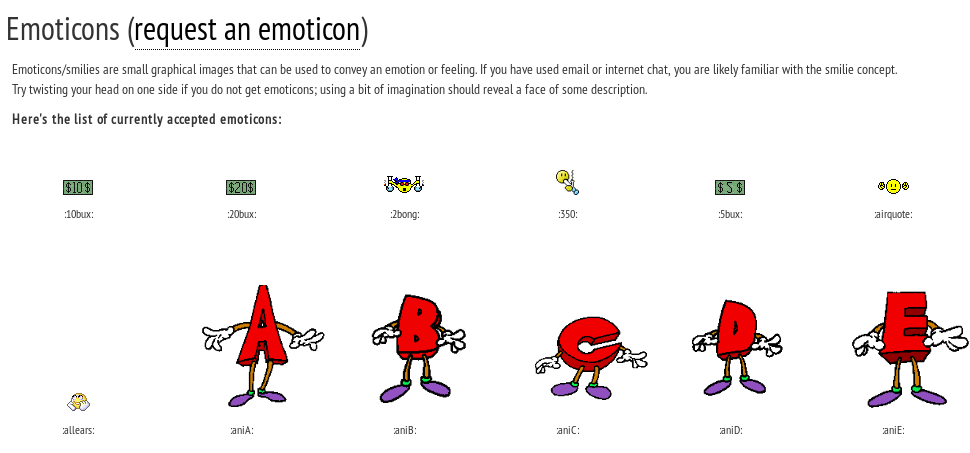 Emoticons (request an emoticon)
Emoticons/smilies are small graphical images that can be used to convey an emotion or feeling. If you have used email or internet chat, you are likely familiar with the smilie concept.
Try twisting your head on one side if you do not get emoticons; using a bit of imagination should reveal a face of some description.
Here's the list of currently accepted emoticons:
$10$ $20$ $5$
:10bux: :20bux: :2bong: :350: :5bux: :airquote:
A B C D E
:allears: :aniA: :aniB: :aniC: :aniD: :aniE: